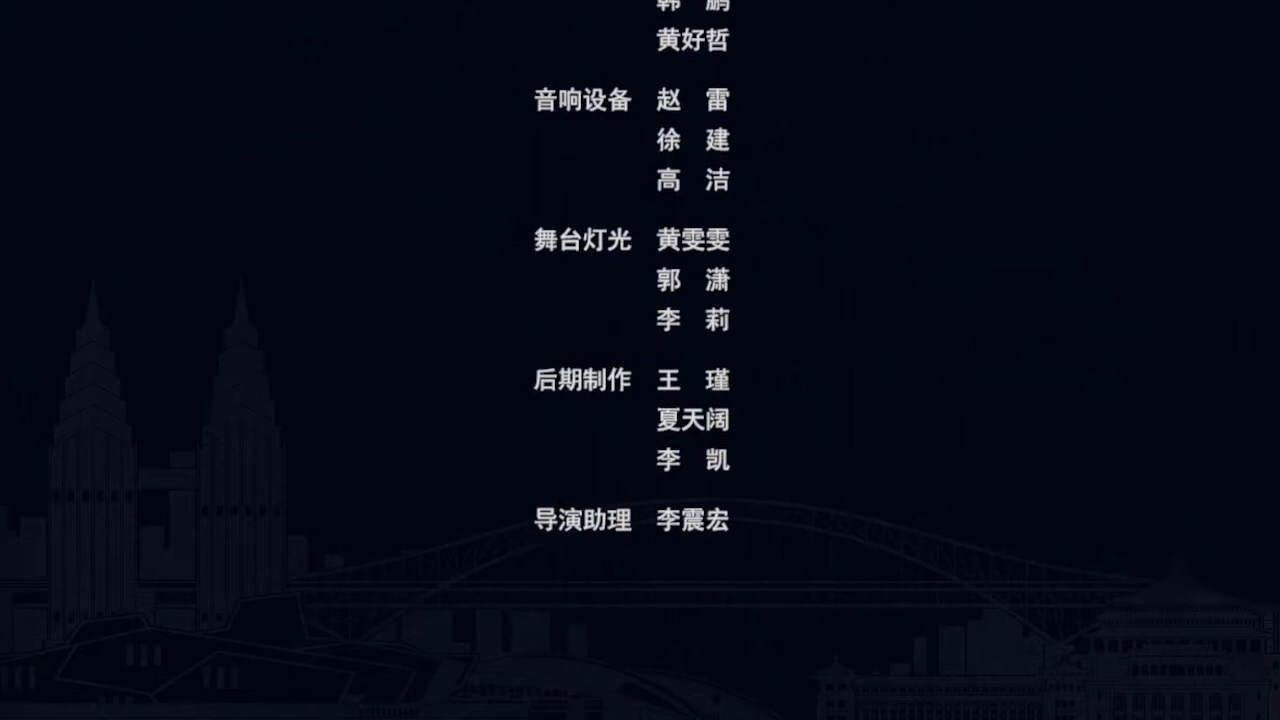 韩 鹏
黄好哲
音响设备 赵 雷
徐 建
高 洁
舞台灯光 黄雯雯
郭 潇
李 莉
后期制作 王 瑾
夏天阔
李 凯
导演助理 李震宏